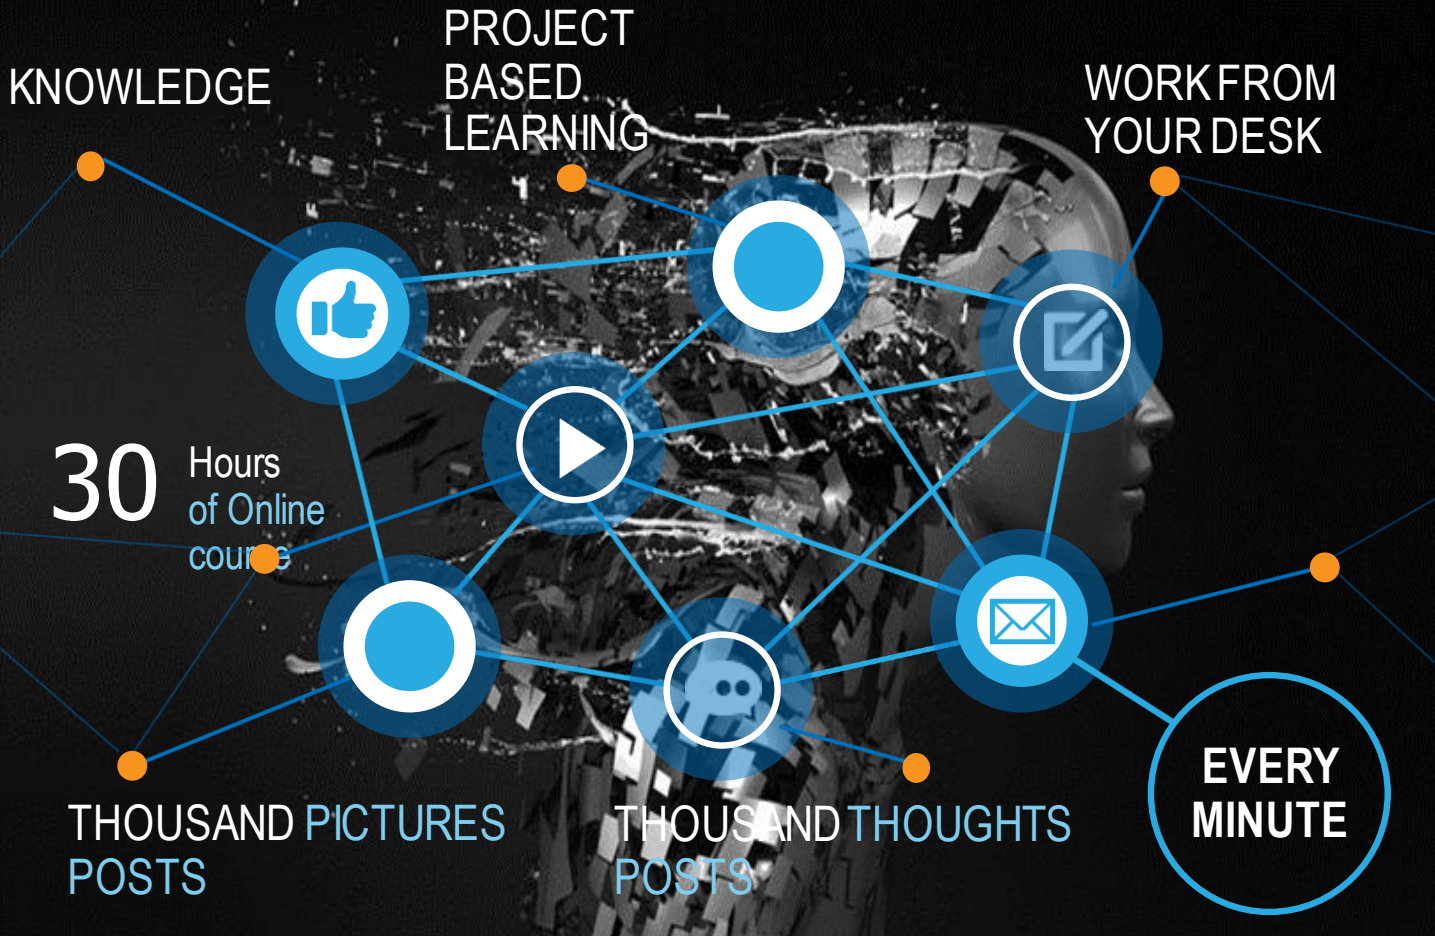 KNOWLEDGE
PROJECT
BASED
LEARNING
WORK FROM
YOUR DESK
30
Hours
of Online
course
THOUSAND PICTURES
POSTS
THOUSAND THOUGHTS
POSTS
EVERY
MINUTE